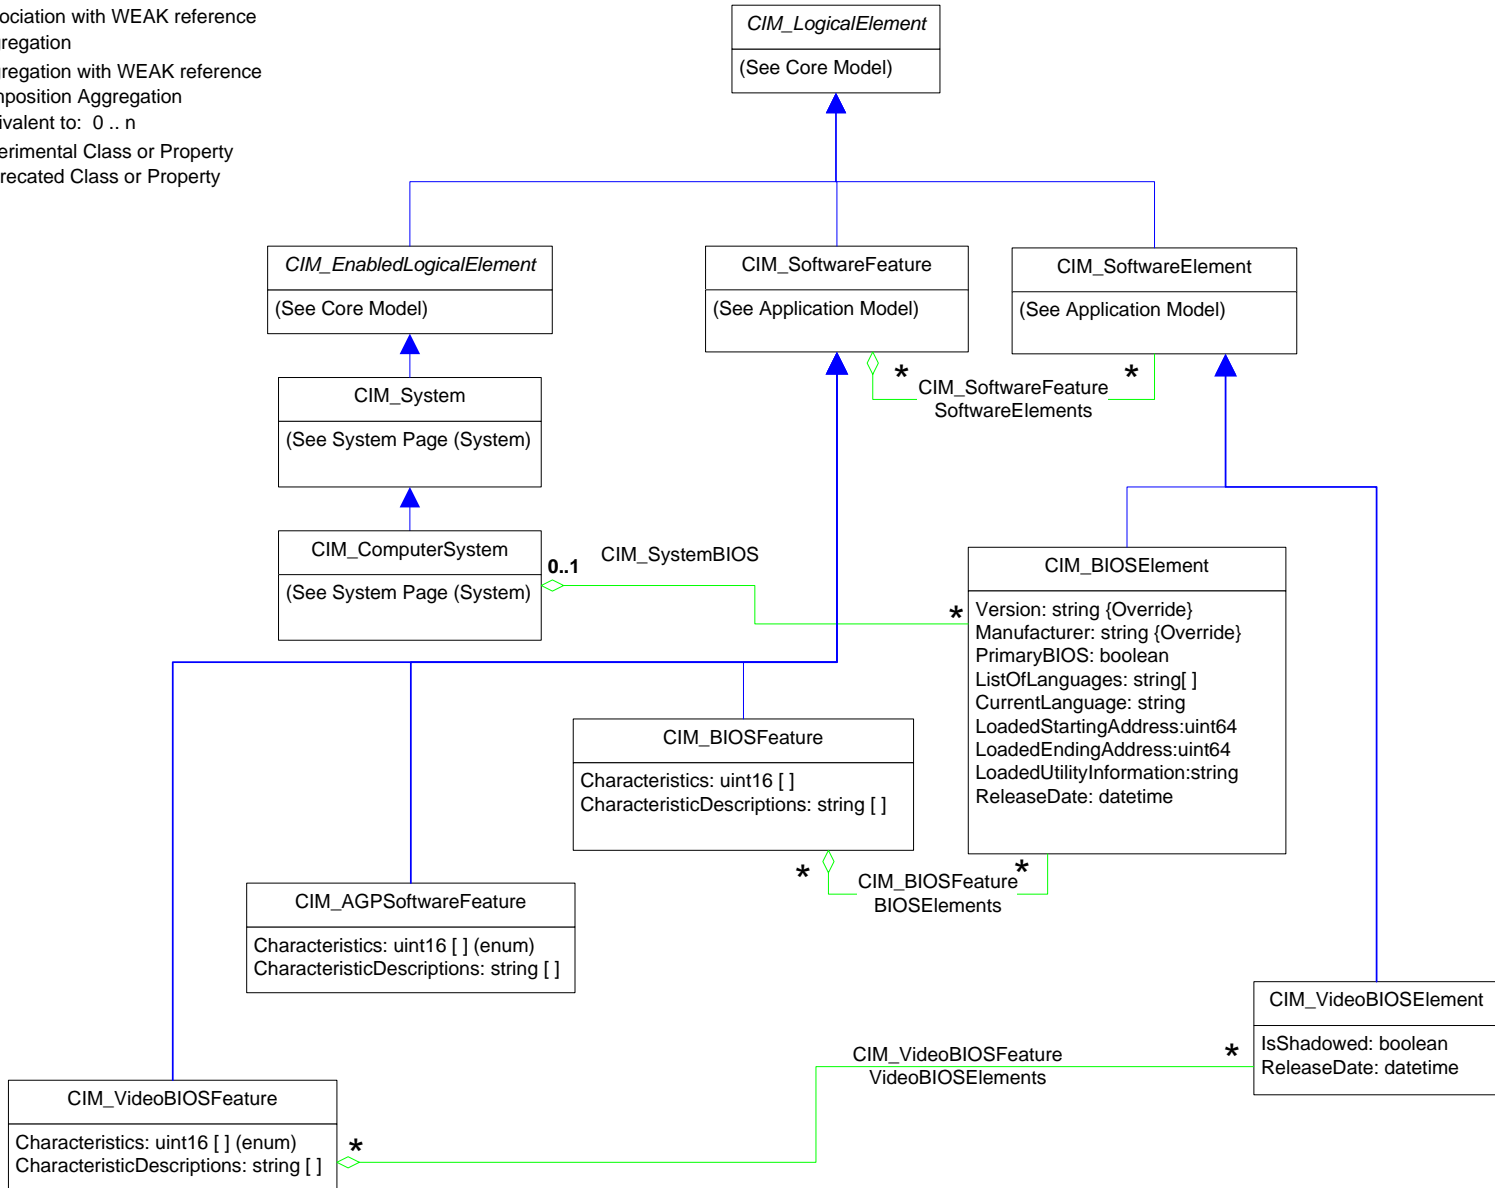 ociation with WEAK reference
gregation
gregation with WEAK reference
nposition Aggregation
ivalent to: 0 .. n
erimental Class or Property
recated Class or Property
CIM_LogicalElement
(See Core Model)
CIM_EnabledLogicalElement
(See Core Model)
CIM_SoftwareFeature
(See Application Model)
CIM_SoftwareElement
(See Application Model)
*
CIM_SoftwareFeature
SoftwareElements
*
CIM_System
(See System Page (System)
CIM_ComputerSystem
(See System Page (System)
0..1
CIM_SystemBIOS
*
CIM_BIOSElement
Version: string {Override}
Manufacturer: string {Override}
PrimaryBIOS: boolean
ListOfLanguages: string[ ]
CurrentLanguage: string
LoadedStartingAddress:uint64
LoadedEndingAddress:uint64
LoadedUtilityInformation:string
ReleaseDate: datetime
CIM_BIOSFeature
Characteristics: uint16 [ ]
CharacteristicDescriptions: string [ ]
*
CIM_BIOSFeature
BIOSElements
*
CIM_AGPSoftwareFeature
Characteristics: uint16 [ ] (enum)
CharacteristicDescriptions: string [ ]
CIM_VideoBIOSElement
IsShadowed: boolean
ReleaseDate: datetime
CIM_VideoBIOSFeature
VideoBIOSElements
*
CIM_VideoBIOSFeature
Characteristics: uint16 [ ] (enum)
CharacteristicDescriptions: string [ ]
*